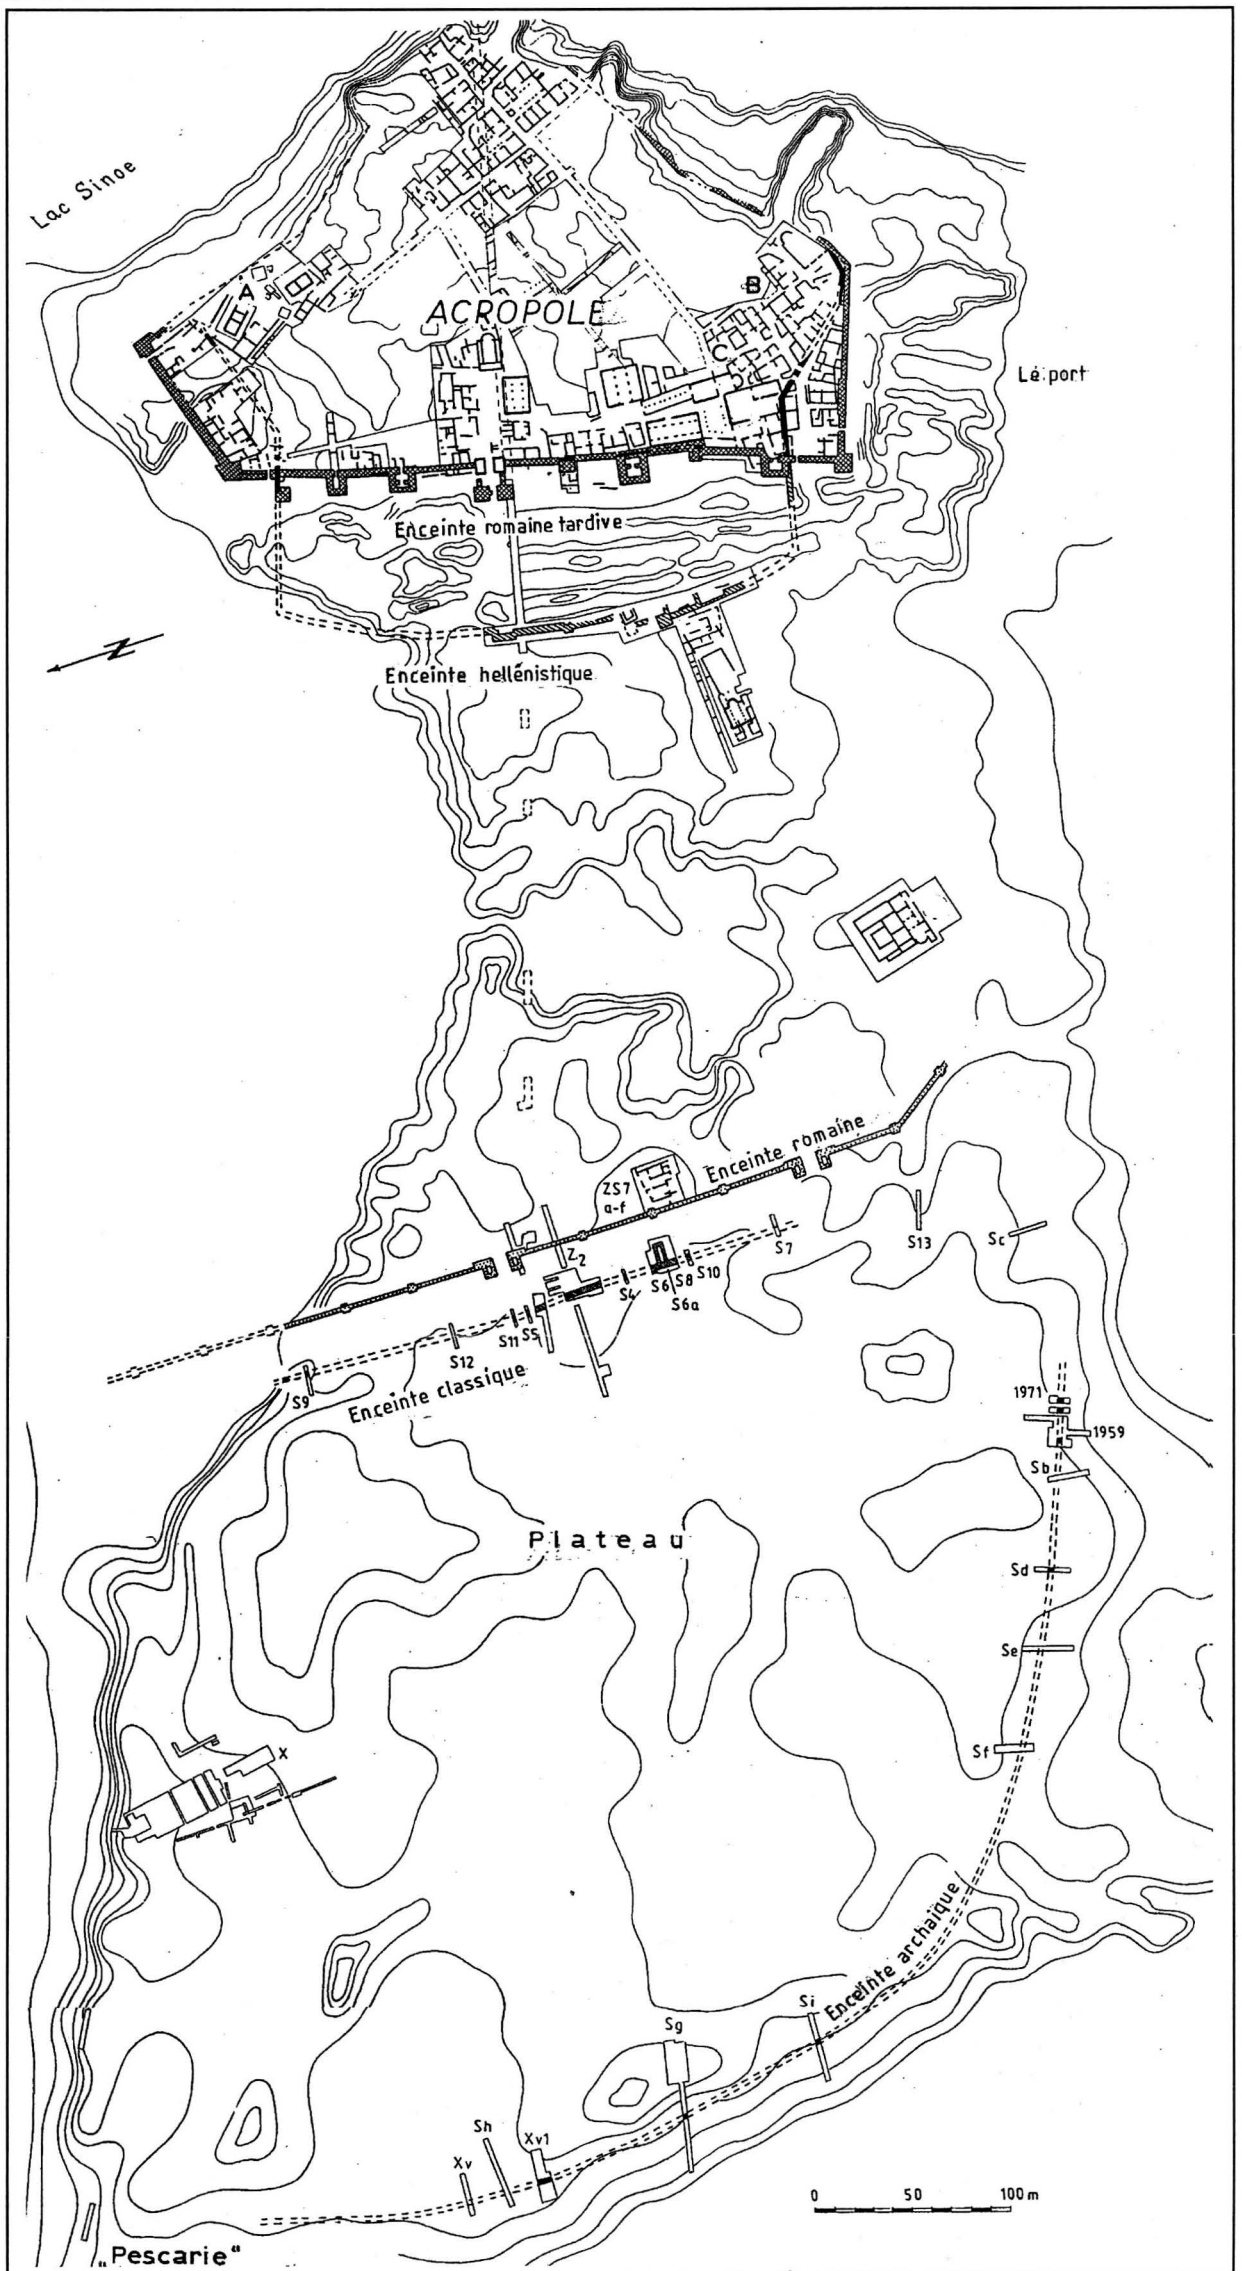 Lac Sinoe
A
ACROPOLE
B
C
Le port
Enceinte romaine tardive
N
Enceinte hellénistique
Enceinte romaine
ZS7
a-f
Z2
S13
Sc
S7
S10
S8
S6
S6a
S4
S5
S11
S12
S9
Enceinte classique
1971
1959
Sb
Plateau
Sd
Se
X
Sf
Enceinte archaïque
Si
Sg
Sh
Xv1
Xv
0 50 100 m
„Pescarie“